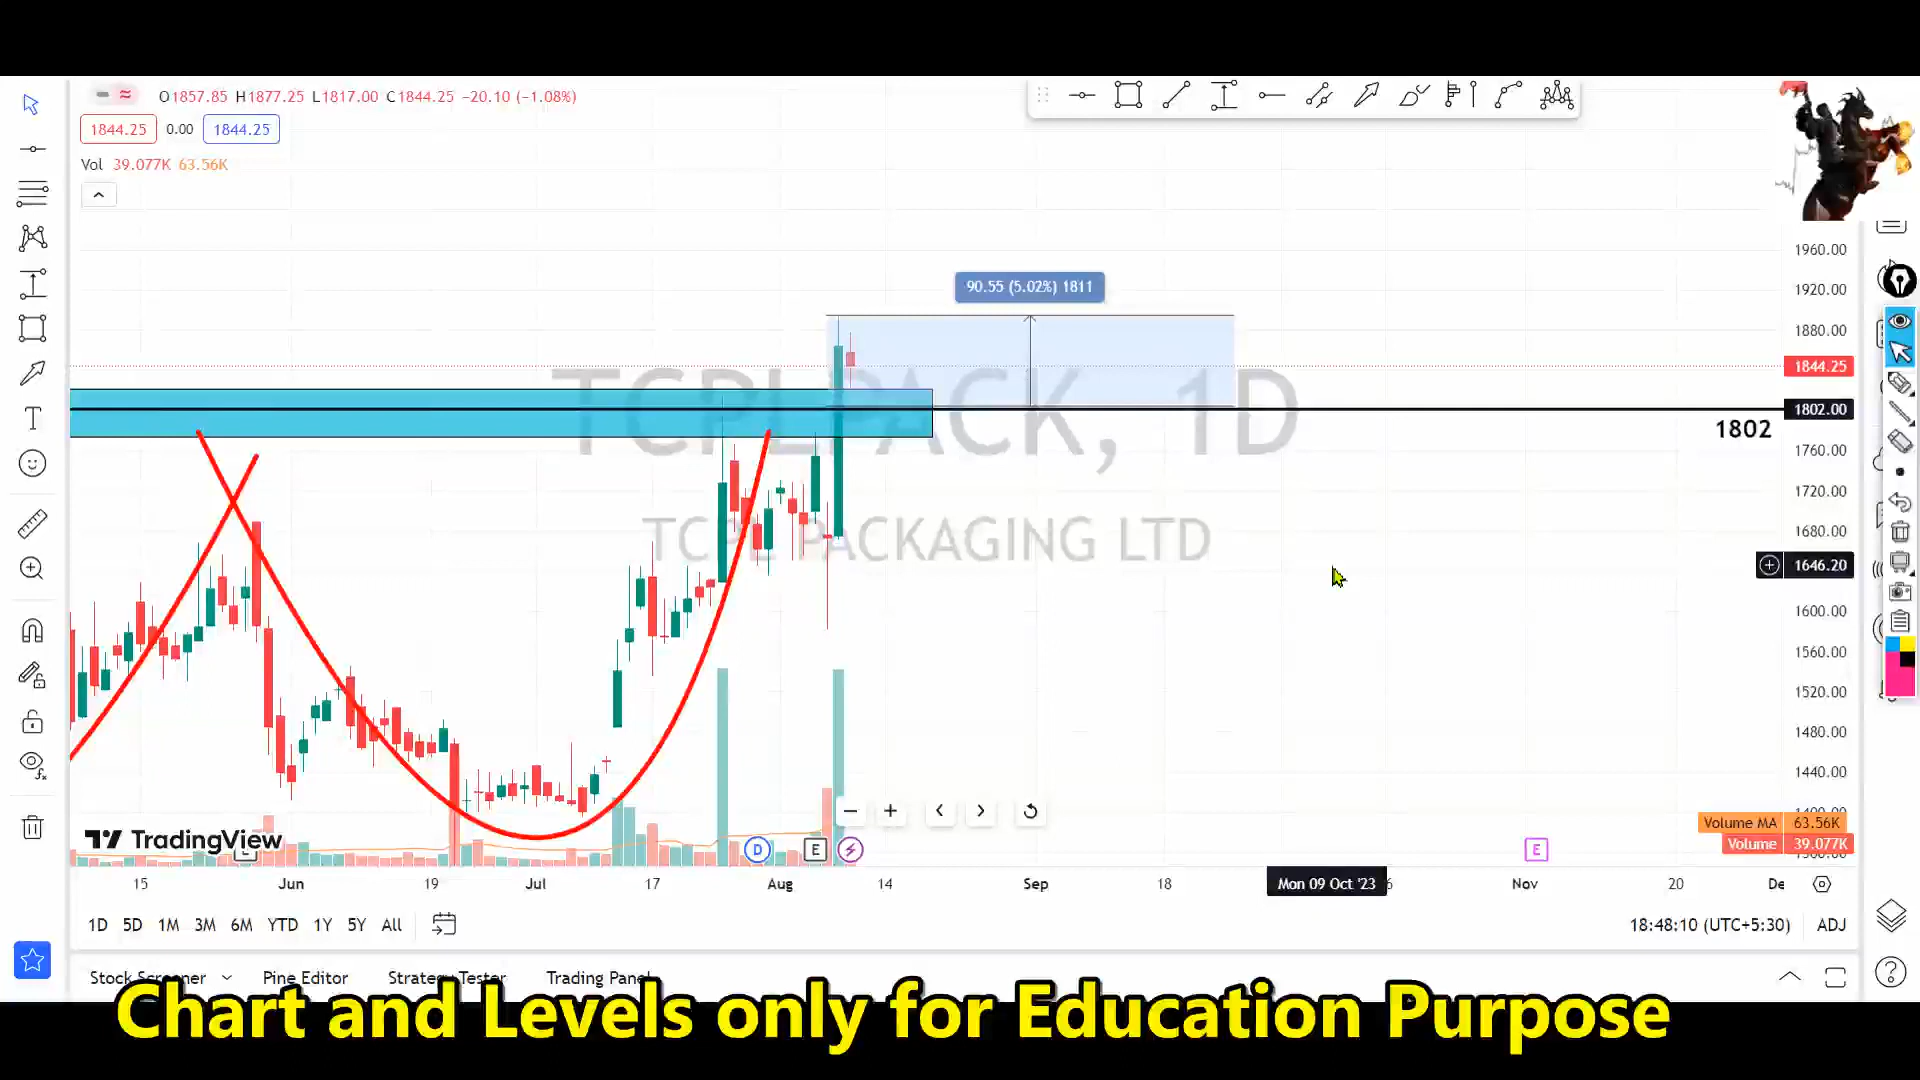 O1857.85 H1877.25 L1817.00 C1844.25 −20.10 (−1.08%)
1844.25 0.00 1844.25
Vol 39.077K 63.56K
1960.00
90.55 (5.02%) 1811
1920.00
1880.00
1844.25
TCPLPACK, 1D
1802.00
1802
1760.00
1720.00
TCPL PACKAGING LTD
1680.00
1646.20
1600.00
1560.00
1520.00
1480.00
1440.00
Volume MA 63.56K
TradingView
Volume 39.077K
D E E
15 Jun 19 Jul 17 Aug 14 Sep 18 Mon 09 Oct '23 Nov 20
1D 5D 1M 3M 6M YTD 1Y 5Y All
18:48:10 (UTC+5:30) ADJ
Stock Screener Pine Editor Strategy Tester Trading Panel
Chart and Levels only for Education Purpose